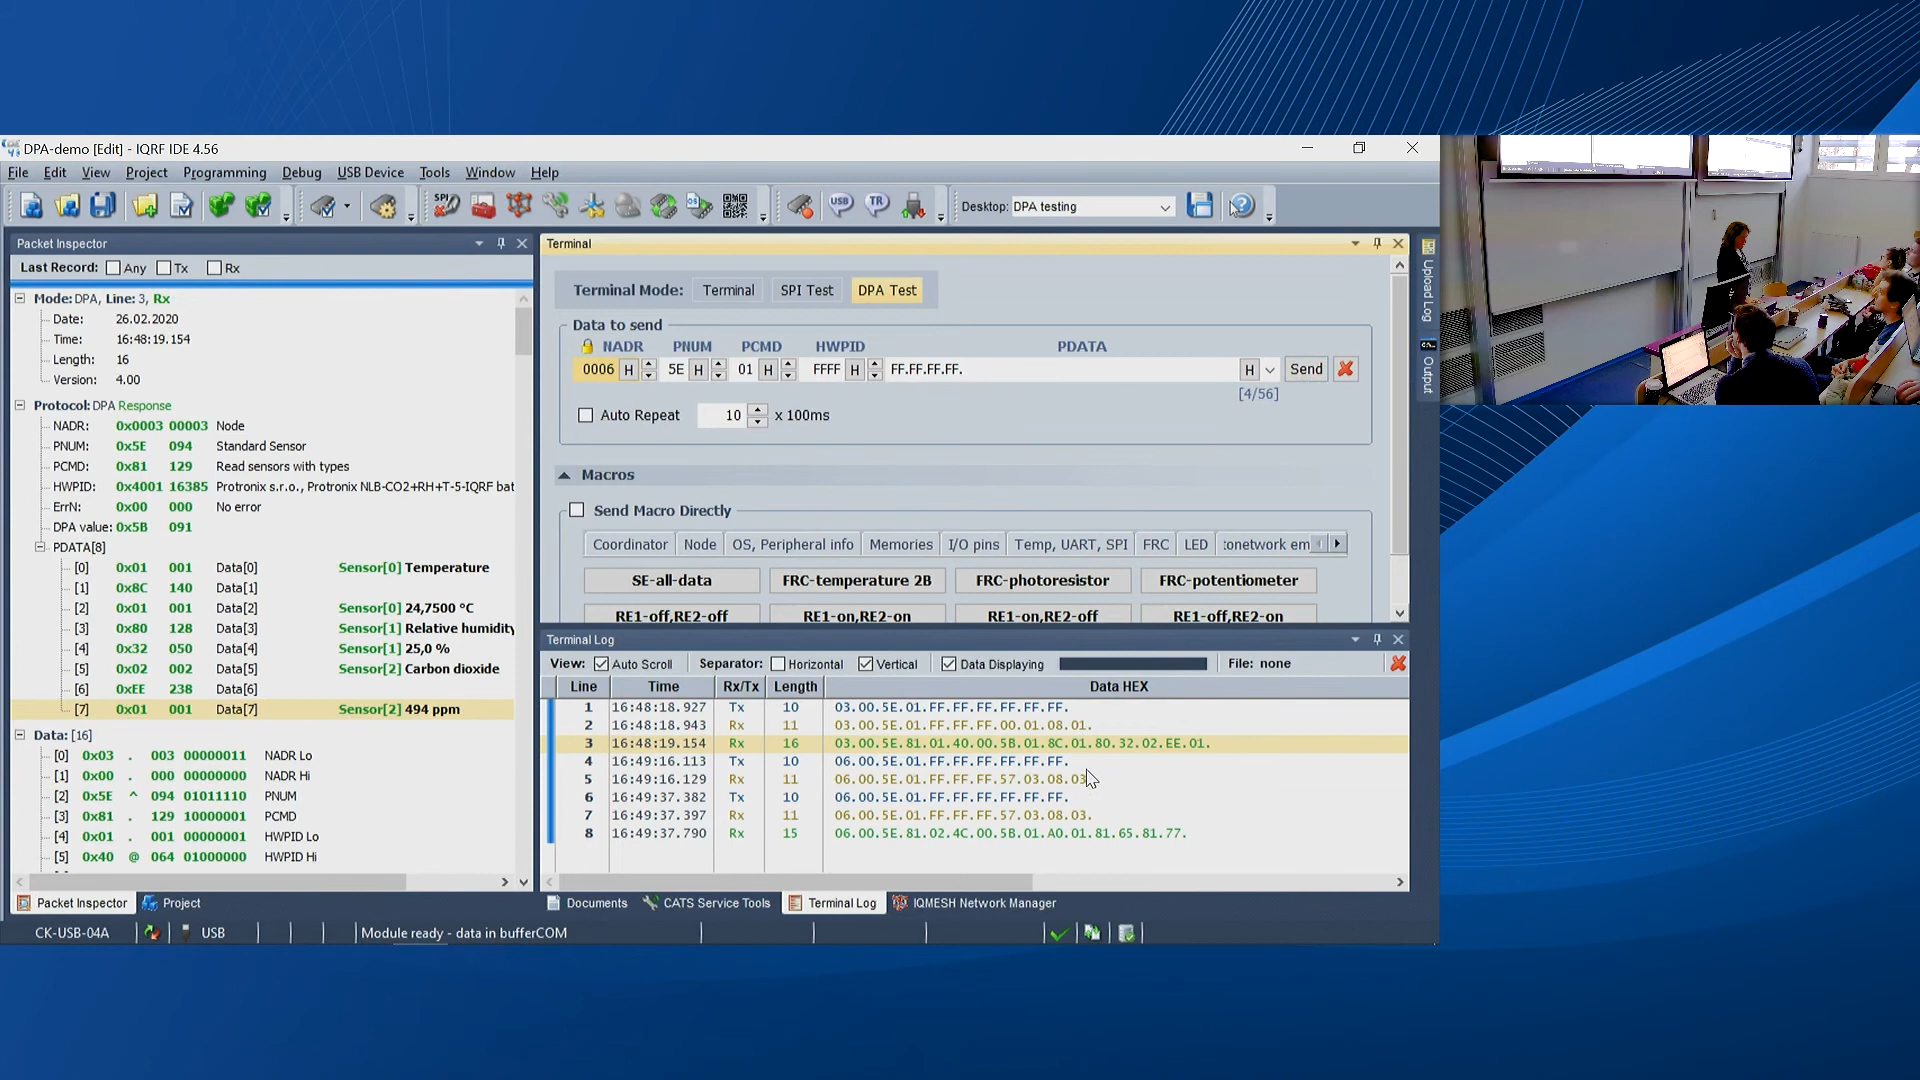 DPA-demo [Edit] - IQRF IDE 4.56
File Edit View Project Programming Debug USB Device Tools Window Help
Desktop: DPA testing
Packet Inspector
Last Record: Any Tx Rx
Mode: DPA, Line: 3, Rx
Date: 26.02.2020
Time: 16:48:19.154
Length: 16
Version: 4.00
Protocol: DPA Response
NADR: 0x0003 00003 Node
PNUM: 0x5E 094 Standard Sensor
PCMD: 0x81 129 Read sensors with types
HWPID: 0x4001 16385 Protronix s.r.o., Protronix NLB-CO2+RH+T-5-IQRF bat
ErrN: 0x00 000 No error
DPA value: 0x5B 091
PDATA[8]
[0] 0x01 001 Data[0] Sensor[0] Temperature
[1] 0x8C 140 Data[1]
[2] 0x01 001 Data[2] Sensor[0] 24,7500 °C
[3] 0x80 128 Data[3] Sensor[1] Relative humidity
[4] 0x32 050 Data[4] Sensor[1] 25,0 %
[5] 0x02 002 Data[5] Sensor[2] Carbon dioxide
[6] 0xEE 238 Data[6]
[7] 0x01 001 Data[7] Sensor[2] 494 ppm
Data: [16]
[0] 0x03 . 003 00000011 NADR Lo
[1] 0x00 . 000 00000000 NADR Hi
[2] 0x5E ^ 094 01011110 PNUM
[3] 0x81 . 129 10000001 PCMD
[4] 0x01 . 001 00000001 HWPID Lo
[5] 0x40 @ 064 01000000 HWPID Hi
Packet Inspector Project
Terminal
Terminal Mode: Terminal SPI Test DPA Test
Data to send
NADR PNUM PCMD HWPID PDATA
0006 H 5E H 01 H FFFF H FF.FF.FF.FF. H Send
[4/56]
Auto Repeat 10 x 100ms
Macros
Send Macro Directly
Coordinator Node OS, Peripheral info Memories I/O pins Temp, UART, SPI FRC LED :onetwork em
SE-all-data FRC-temperature 2B FRC-photoresistor FRC-potentiometer
RE1-off,RE2-off RE1-on,RE2-on RE1-on,RE2-off RE1-off,RE2-on
Terminal Log
View: Auto Scroll Separator: Horizontal Vertical Data Displaying File: none
Line Time Rx/Tx Length Data HEX
1 16:48:18.927 Tx 10 03.00.5E.01.FF.FF.FF.FF.FF.FF.
2 16:48:18.943 Rx 11 03.00.5E.01.FF.FF.FF.00.01.08.01.
3 16:48:19.154 Rx 16 03.00.5E.81.01.40.00.5B.01.8C.01.80.32.02.EE.01.
4 16:49:16.113 Tx 10 06.00.5E.01.FF.FF.FF.FF.FF.FF.
5 16:49:16.129 Rx 11 06.00.5E.01.FF.FF.FF.57.03.08.03
6 16:49:37.382 Tx 10 06.00.5E.01.FF.FF.FF.FF.FF.FF.
7 16:49:37.397 Rx 11 06.00.5E.01.FF.FF.FF.57.03.08.03.
8 16:49:37.790 Rx 15 06.00.5E.81.02.4C.00.5B.01.A0.01.81.65.81.77.
Documents CATS Service Tools Terminal Log IQMESH Network Manager
Upload Log
Output
CK-USB-04A USB Module ready - data in bufferCOM